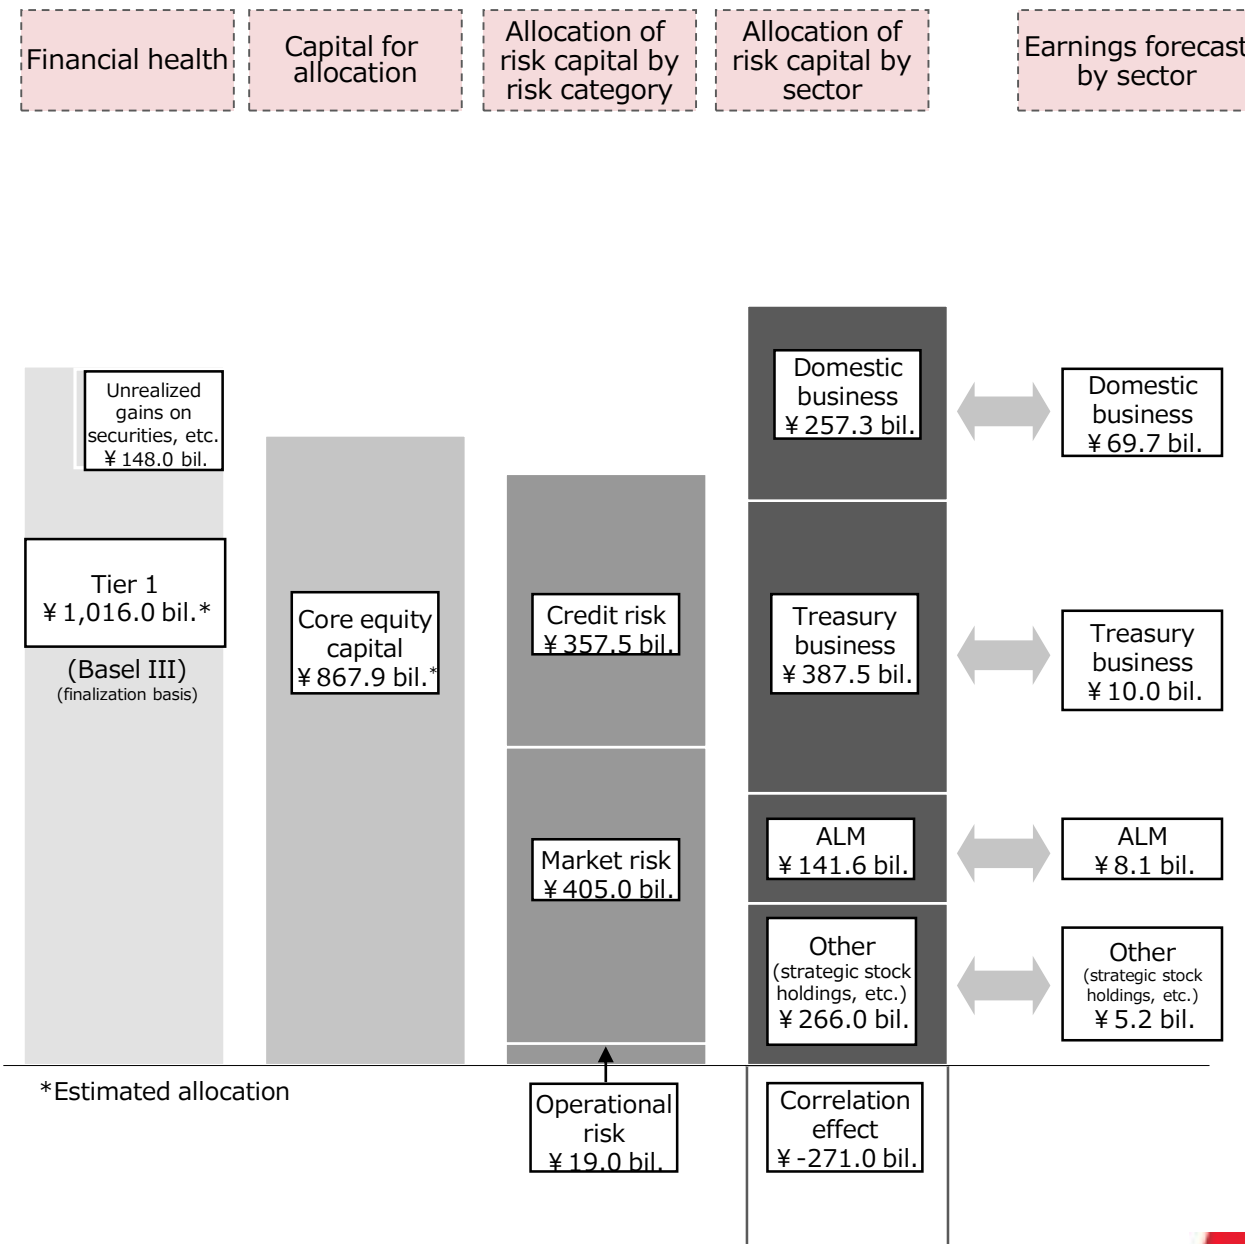 Financial health
Capital for
allocation
Allocation of
risk capital by
risk category
Allocation of
risk capital by
sector
Earnings forecast
by sector
Unrealized
gains on
securities, etc.
¥ 148.0 bil.
Tier 1
¥ 1,016.0 bil.*
(Basel III)
(finalization basis)
Core equity
capital
¥ 867.9 bil.*
Credit risk
¥ 357.5 bil.
Market risk
¥ 405.0 bil.
Operational
risk
¥ 19.0 bil.
Domestic
business
¥ 257.3 bil.
Treasury
business
¥ 387.5 bil.
ALM
¥ 141.6 bil.
Other
(strategic stock
holdings, etc.)
¥ 266.0 bil.
Correlation
effect
¥ -271.0 bil.
Domestic
business
¥ 69.7 bil.
Treasury
business
¥ 10.0 bil.
ALM
¥ 8.1 bil.
Other
(strategic stock
holdings, etc.)
¥ 5.2 bil.
*Estimated allocation